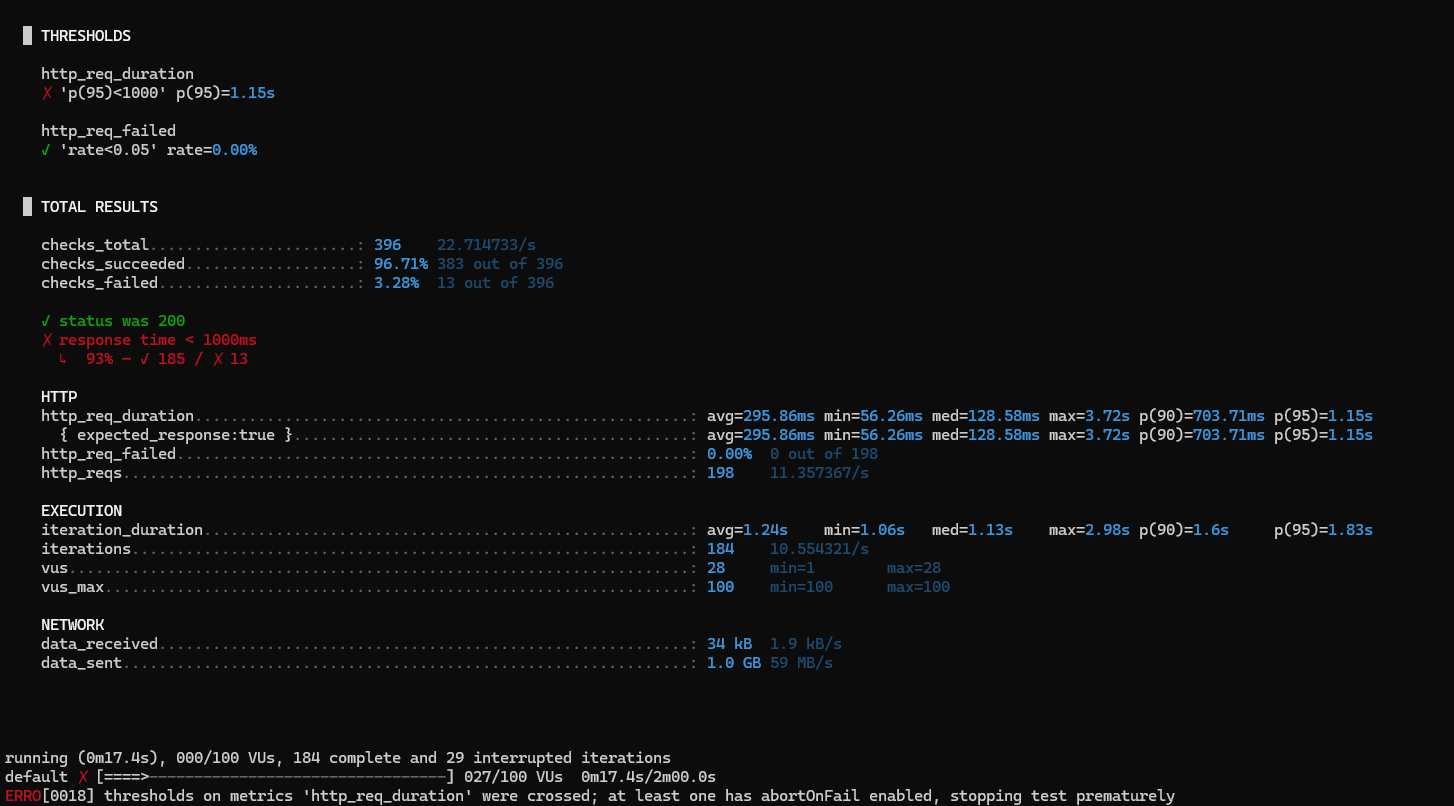 THRESHOLDS
http_req_duration
✗ 'p(95)<1000' p(95)=1.15s
http_req_failed
✓ 'rate<0.05' rate=0.00%
TOTAL RESULTS
checks_total.......................: 396    22.714733/s
checks_succeeded...................: 96.71% 383 out of 396
checks_failed......................: 3.28%  13 out of 396
✓ status was 200
✗ response time < 1000ms
↳  93% — ✓ 185 / ✗ 13
HTTP
http_req_duration.......................................................: avg=295.86ms min=56.26ms med=128.58ms max=3.72s p(90)=703.71ms p(95)=1.15s
{ expected_response:true }............................................: avg=295.86ms min=56.26ms med=128.58ms max=3.72s p(90)=703.71ms p(95)=1.15s
http_req_failed.........................................................: 0.00%  0 out of 198
http_reqs...............................................................: 198    11.357367/s
EXECUTION
iteration_duration......................................................: avg=1.24s    min=1.06s   med=1.13s    max=2.98s p(90)=1.6s     p(95)=1.83s
iterations..............................................................: 184    10.554321/s
vus.....................................................................: 28     min=1        max=28
vus_max.................................................................: 100    min=100      max=100
NETWORK
data_received...........................................................: 34 kB  1.9 kB/s
data_sent...............................................................: 1.0 GB 59 MB/s
running (0m17.4s), 000/100 VUs, 184 complete and 29 interrupted iterations
default ✗ [====>---------------------------------] 027/100 VUs  0m17.4s/2m00.0s
ERRO[0018] thresholds on metrics 'http_req_duration' were crossed; at least one has abortOnFail enabled, stopping test prematurely